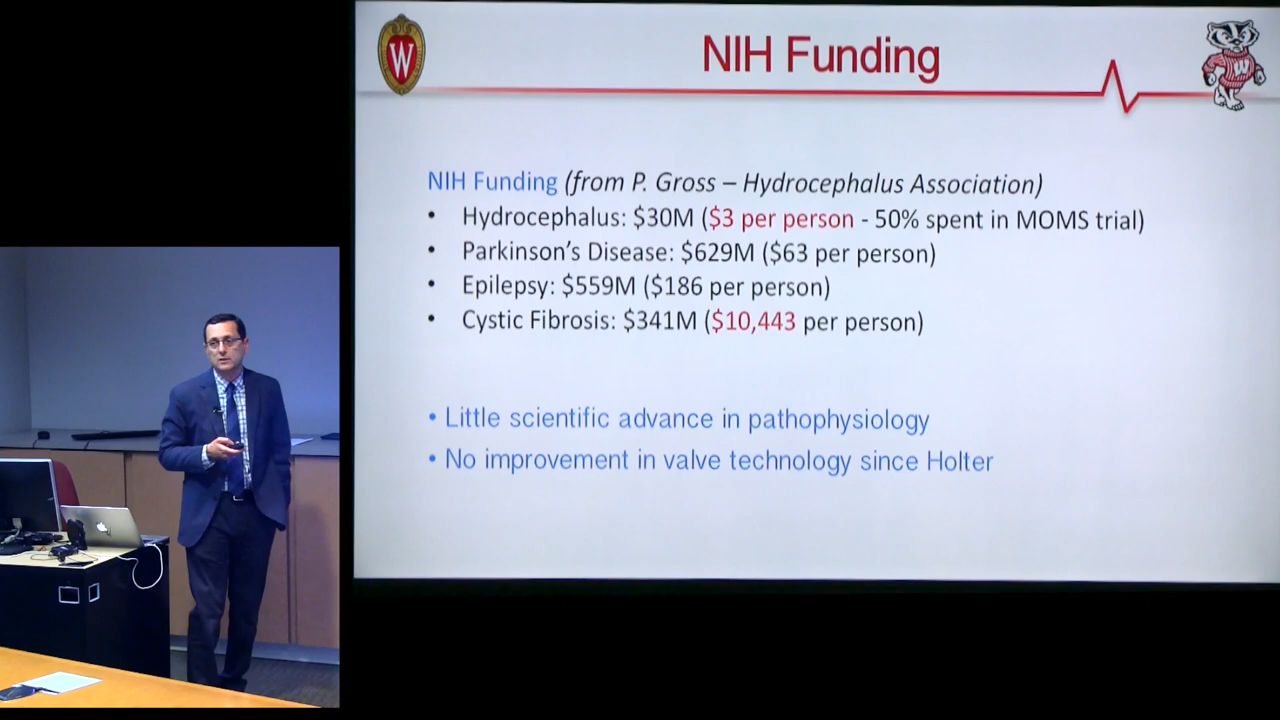 W
NIH Funding
W
NIH Funding (from P. Gross – Hydrocephalus Association)
• Hydrocephalus: $30M ($3 per person - 50% spent in MOMS trial)
• Parkinson's Disease: $629M ($63 per person)
• Epilepsy: $559M ($186 per person)
• Cystic Fibrosis: $341M ($10,443 per person)
• Little scientific advance in pathophysiology
• No improvement in valve technology since Holter